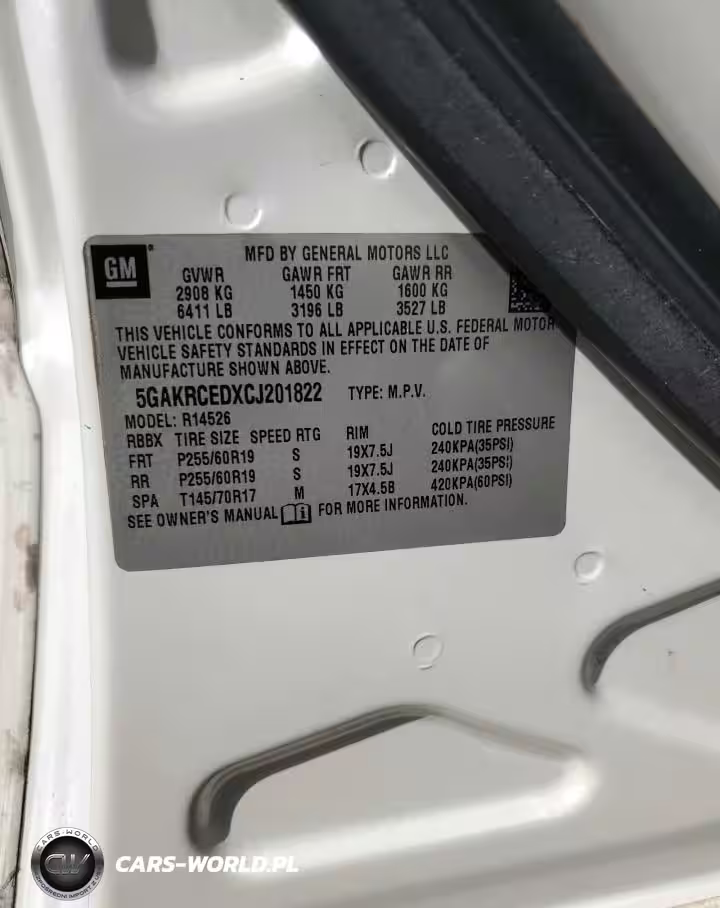 GM
MFD BY GENERAL MOTORS LLC
GVWR GAWR FRT GAWR RR
2908 KG 1450 KG 1600 KG
6411 LB 3196 LB 3527 LB
THIS VEHICLE CONFORMS TO ALL APPLICABLE U.S. FEDERAL MOTOR
VEHICLE SAFETY STANDARDS IN EFFECT ON THE DATE OF
MANUFACTURE SHOWN ABOVE.
5GAKRCEDXCJ201822 TYPE: M.P.V.
MODEL: R14526
RBBX TIRE SIZE SPEED RTG RIM COLD TIRE PRESSURE
FRT P255/60R19 S 19X7.5J 240KPA(35PSI)
RR P255/60R19 S 19X7.5J 240KPA(35PSI)
SPA T145/70R17 M 17X4.5B 420KPA(60PSI)
SEE OWNER'S MANUAL FOR MORE INFORMATION.
CARS-WORLD
CW
CARS-WORLD.PL